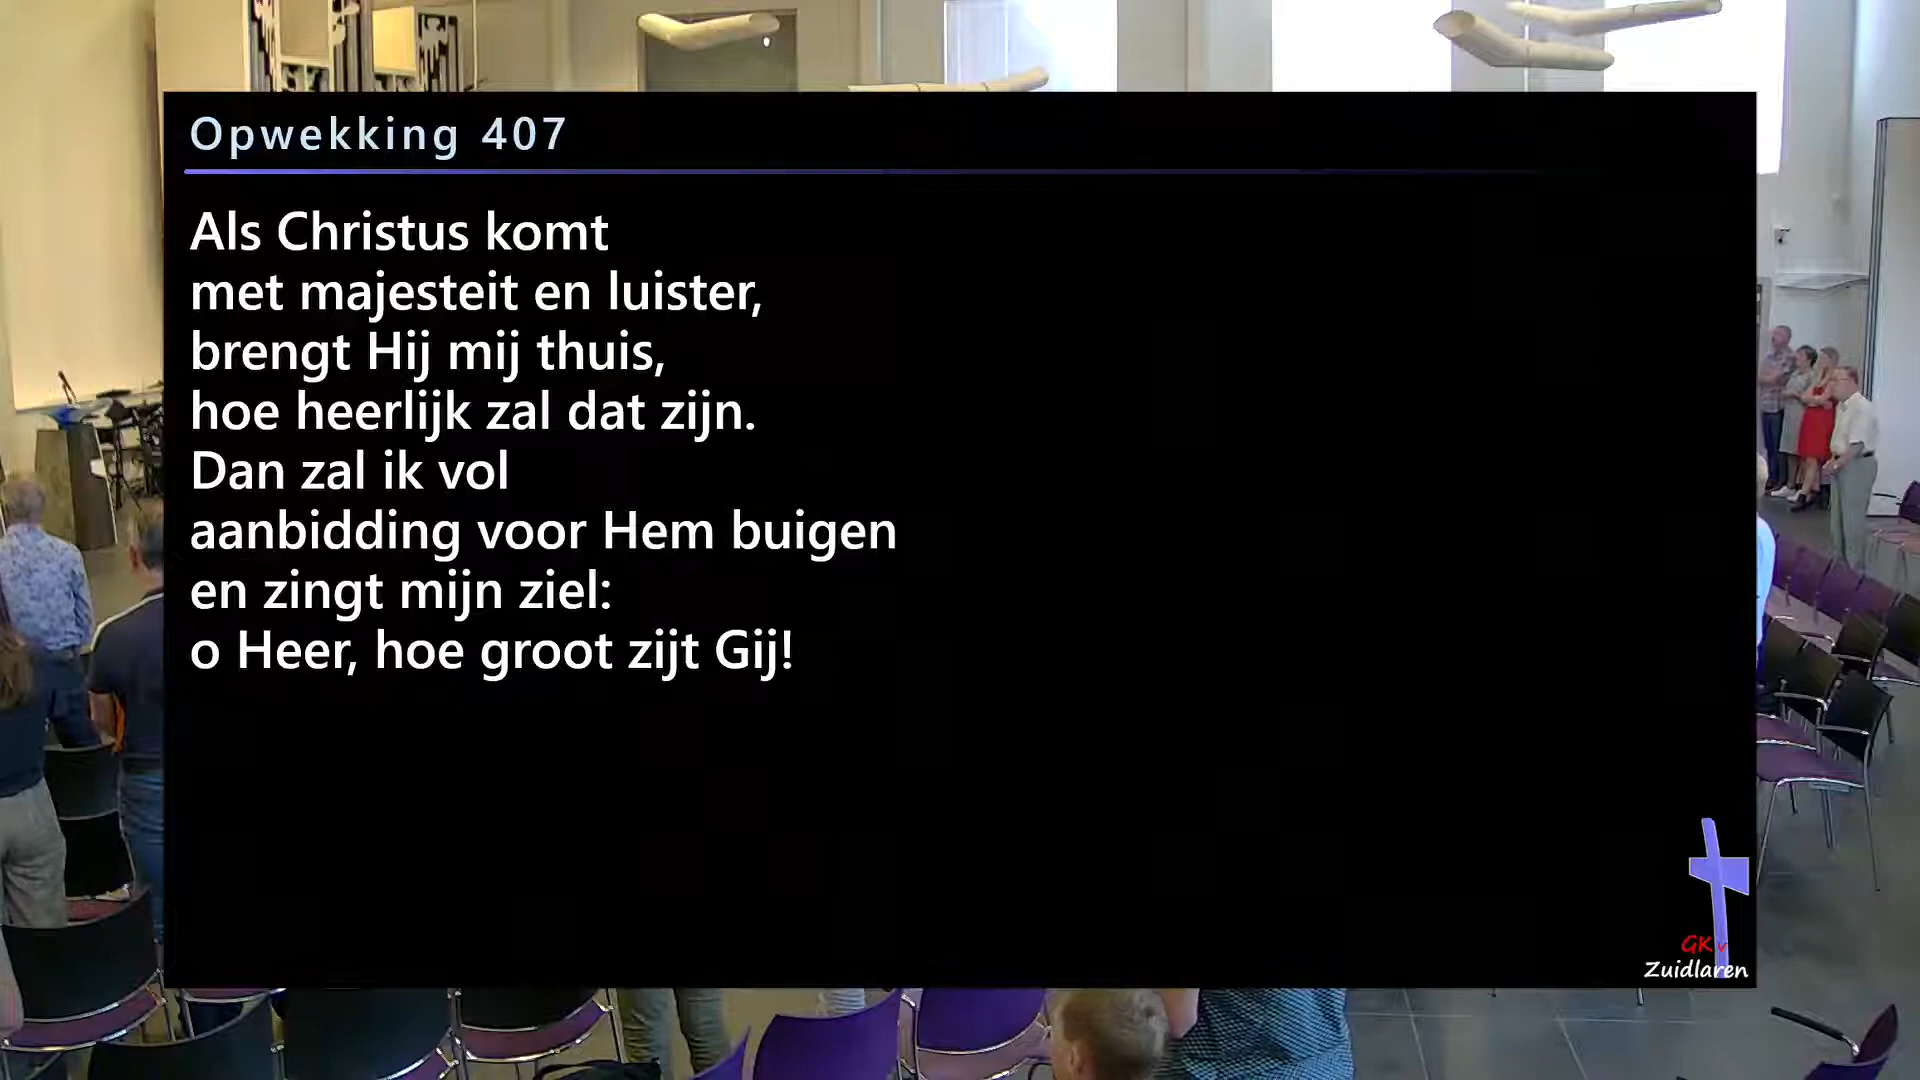 Opwekking 407
Als Christus komt
met majesteit en luister,
brengt Hij mij thuis,
hoe heerlijk zal dat zijn.
Dan zal ik vol
aanbidding voor Hem buigen
en zingt mijn ziel:
o Heer, hoe groot zijt Gij!
GKv
Zuidlaren